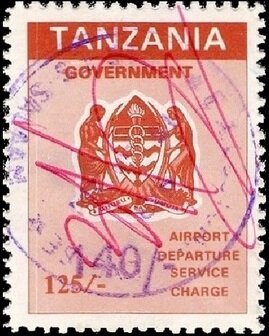 TANZANIA
GOVERNMENT
AIRPORT
DEPARTURE
SERVICE
CHARGE
140/-
125/-